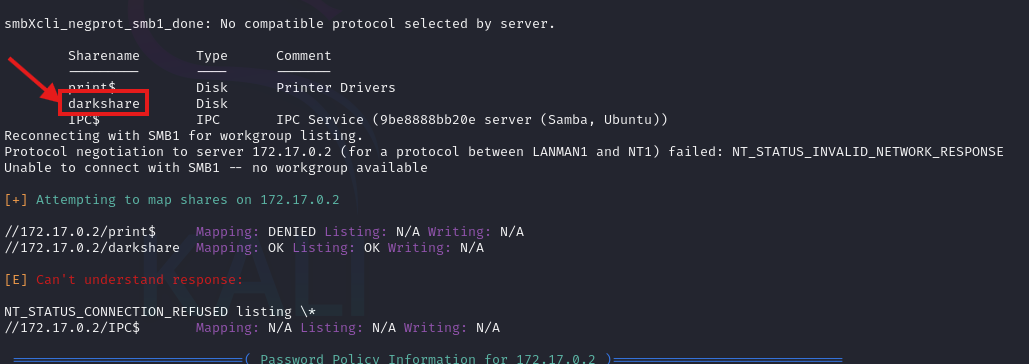 smbXcli_negprot_smb1_done: No compatible protocol selected by server.
Sharename Type Comment
--------- ---- -------
print$ Disk Printer Drivers
darkshare Disk
IPC$ IPC IPC Service (9be8888bb20e server (Samba, Ubuntu))
Reconnecting with SMB1 for workgroup listing.
Protocol negotiation to server 172.17.0.2 (for a protocol between LANMAN1 and NT1) failed: NT_STATUS_INVALID_NETWORK_RESPONSE
Unable to connect with SMB1 -- no workgroup available
[+] Attempting to map shares on 172.17.0.2
//172.17.0.2/print$ Mapping: DENIED Listing: N/A Writing: N/A
//172.17.0.2/darkshare Mapping: OK Listing: OK Writing: N/A
[E] Can't understand response:
NT_STATUS_CONNECTION_REFUSED listing \*
//172.17.0.2/IPC$ Mapping: N/A Listing: N/A Writing: N/A
=============================( Password Policy Information for 172.17.0.2 )=============================
KALI